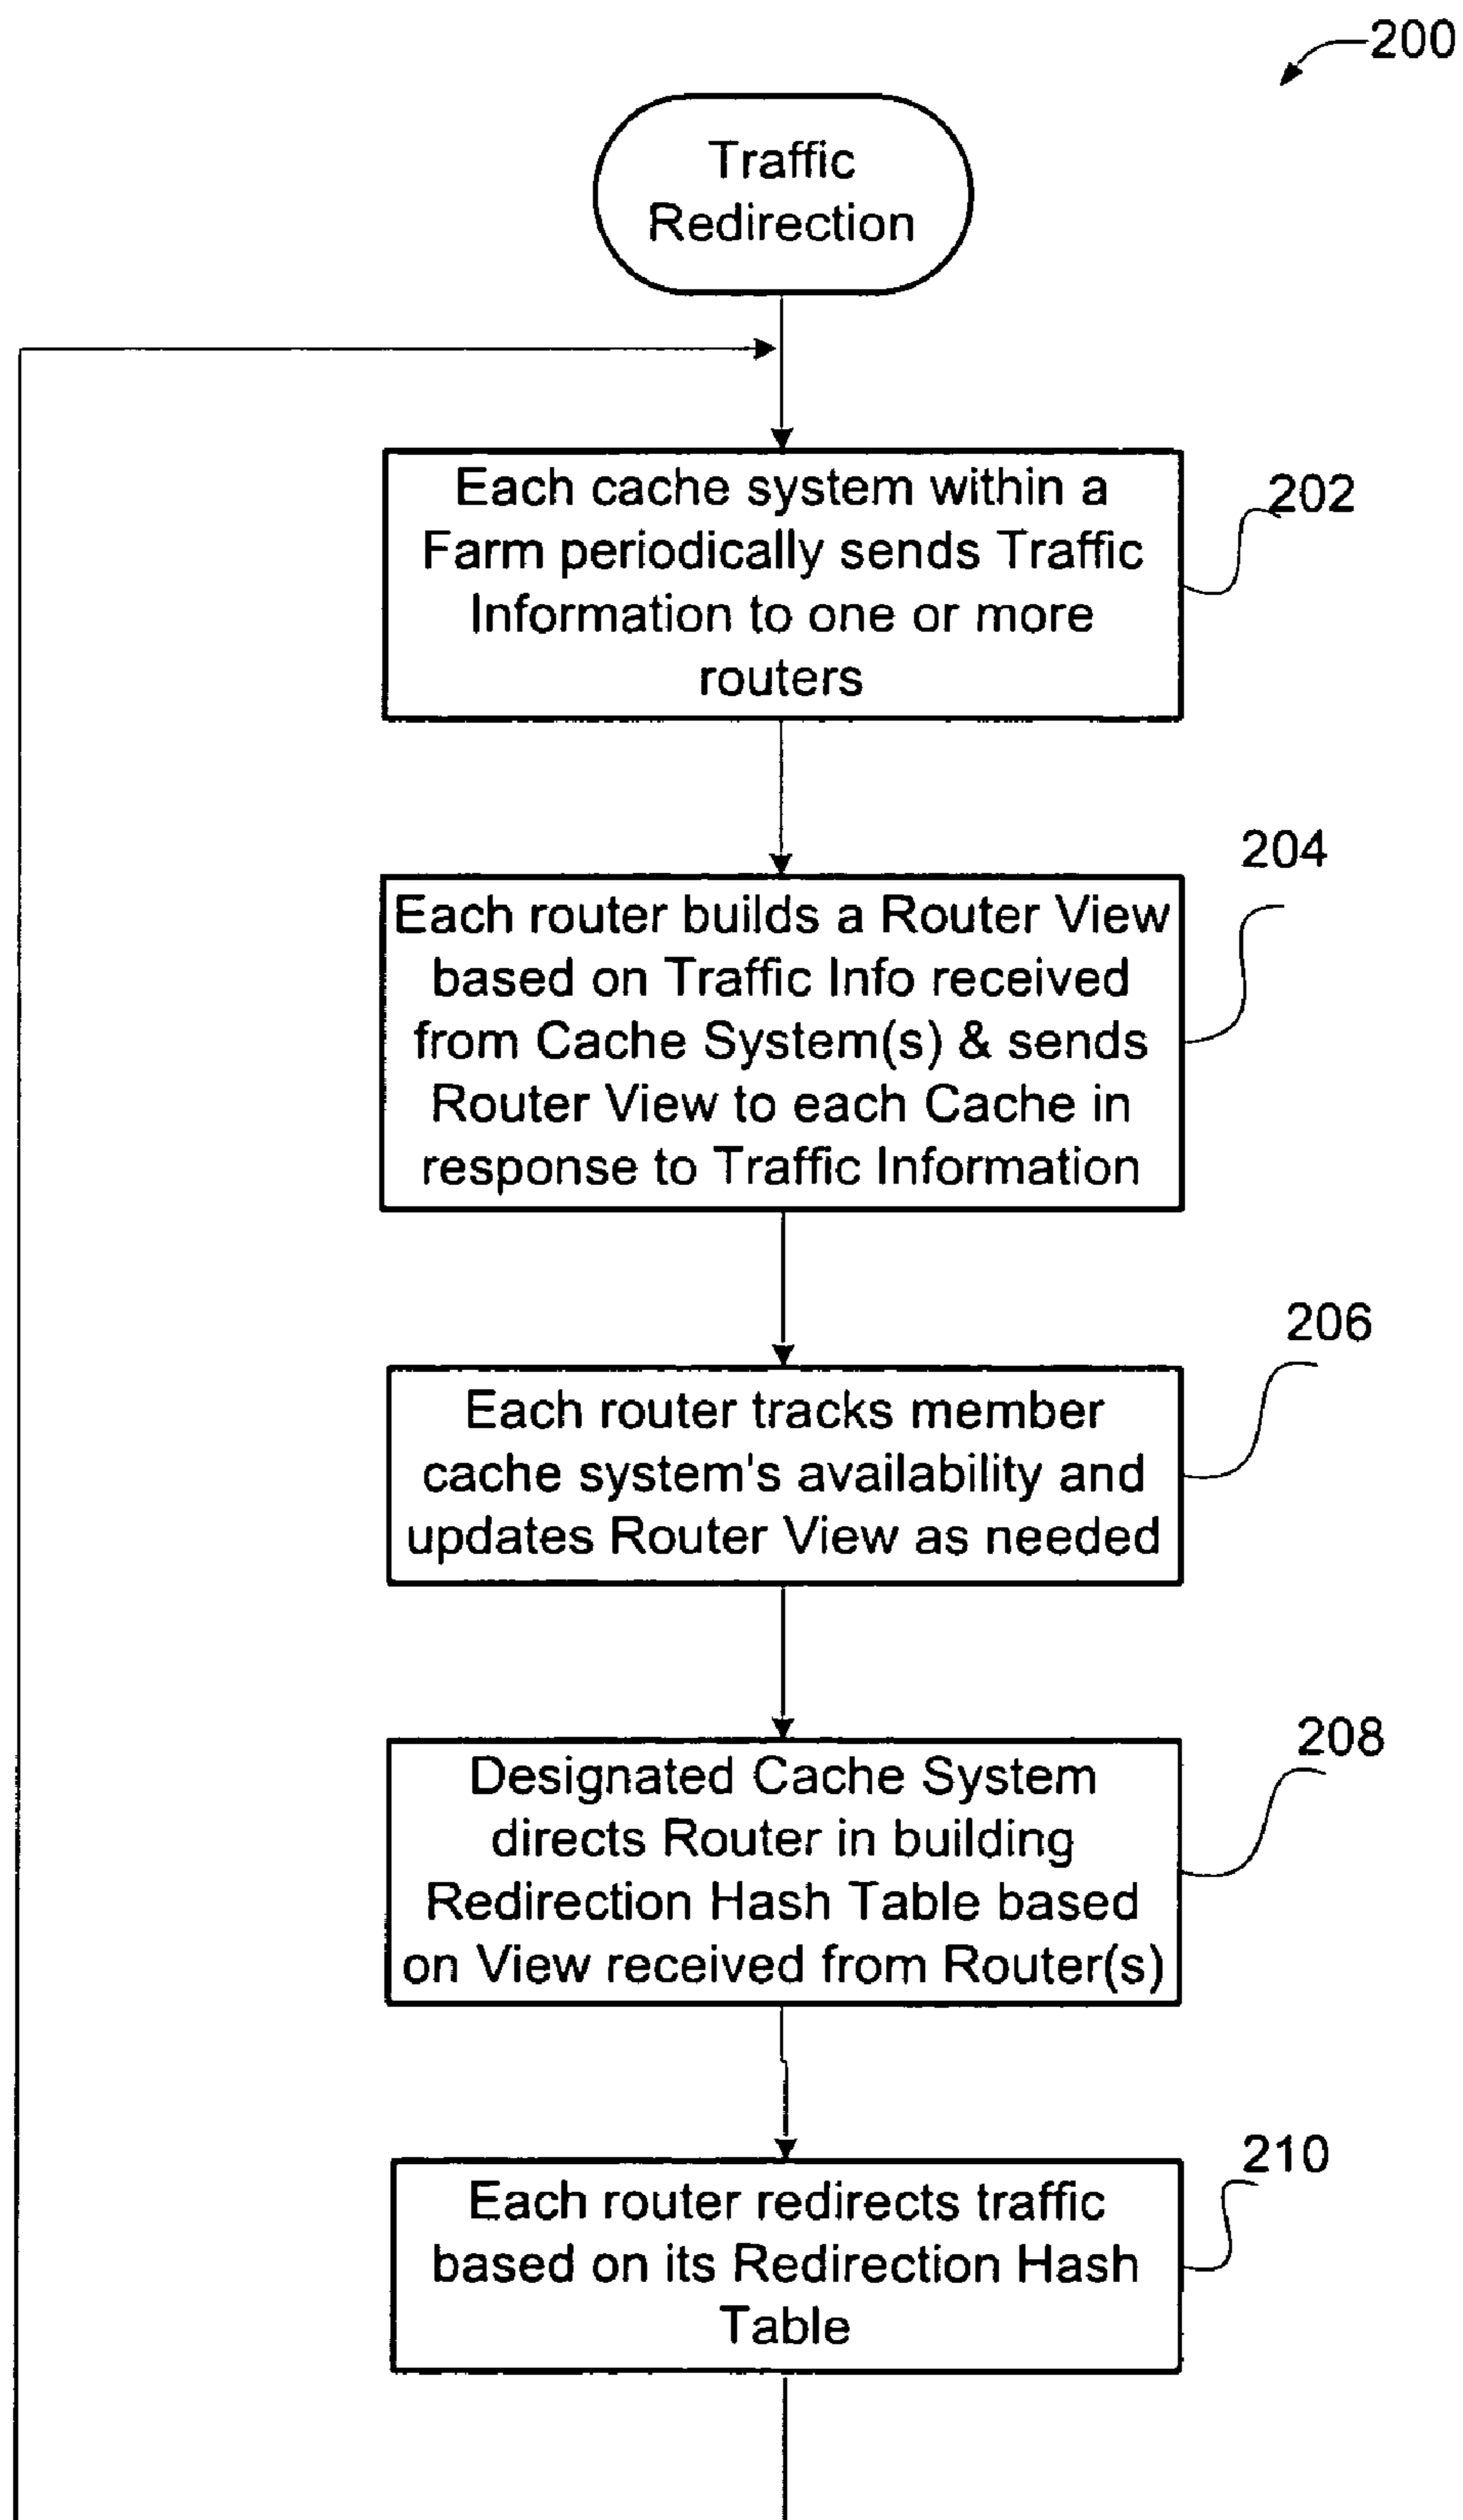 200
Traffic
Redirection
Each cache system within a
Farm periodically sends Traffic
Information to one or more
routers
202
Each router builds a Router View
based on Traffic Info received
from Cache System(s) & sends
Router View to each Cache in
response to Traffic Information
204
Each router tracks member
cache system's availability and
updates Router View as needed
206
Designated Cache System
directs Router in building
Redirection Hash Table based
on View received from Router(s)
208
Each router redirects traffic
based on its Redirection Hash
Table
210